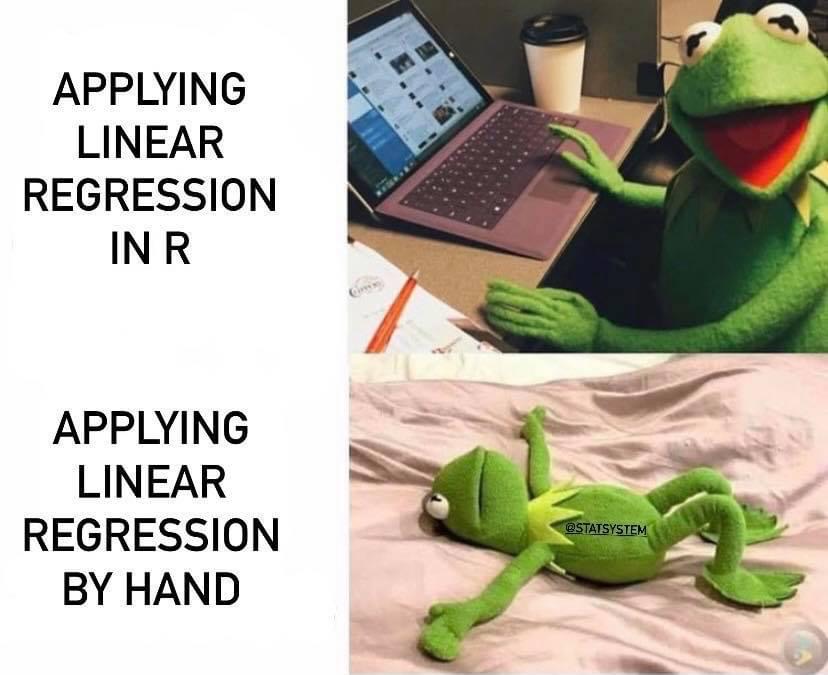 APPLYING
LINEAR
REGRESSION
IN R
APPLYING
LINEAR
REGRESSION
BY HAND
@STATSYSTEM